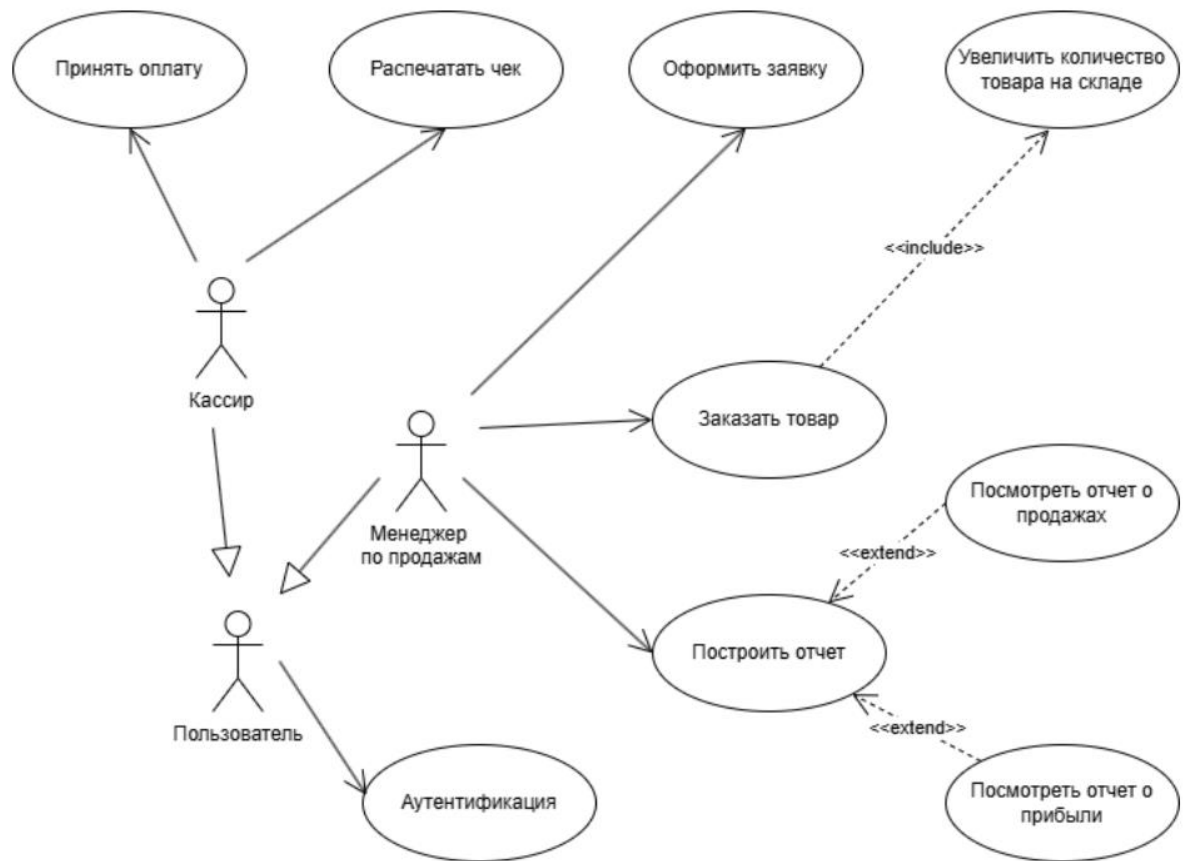 Принять оплату
Распечатать чек
Оформить заявку
Увеличить количество
товара на складе
<<include>>
Кассир
Заказать товар
Менеджер
по продажам
Посмотреть отчет о
продажах
<<extend>>
Построить отчет
Пользователь
<<extend>>
Аутентификация
Посмотреть отчет о
прибыли